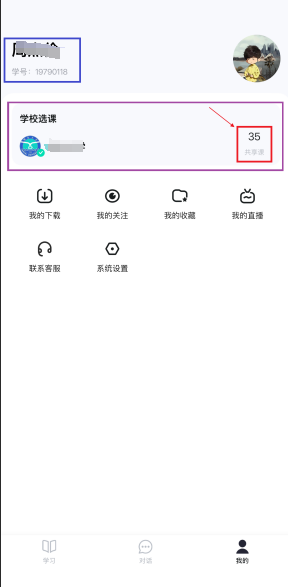 学号：19790118
学校选课
35
共享课
我的下载
我的关注
我的收藏
我的直播
联系客服
系统设置
学习
对话
我的